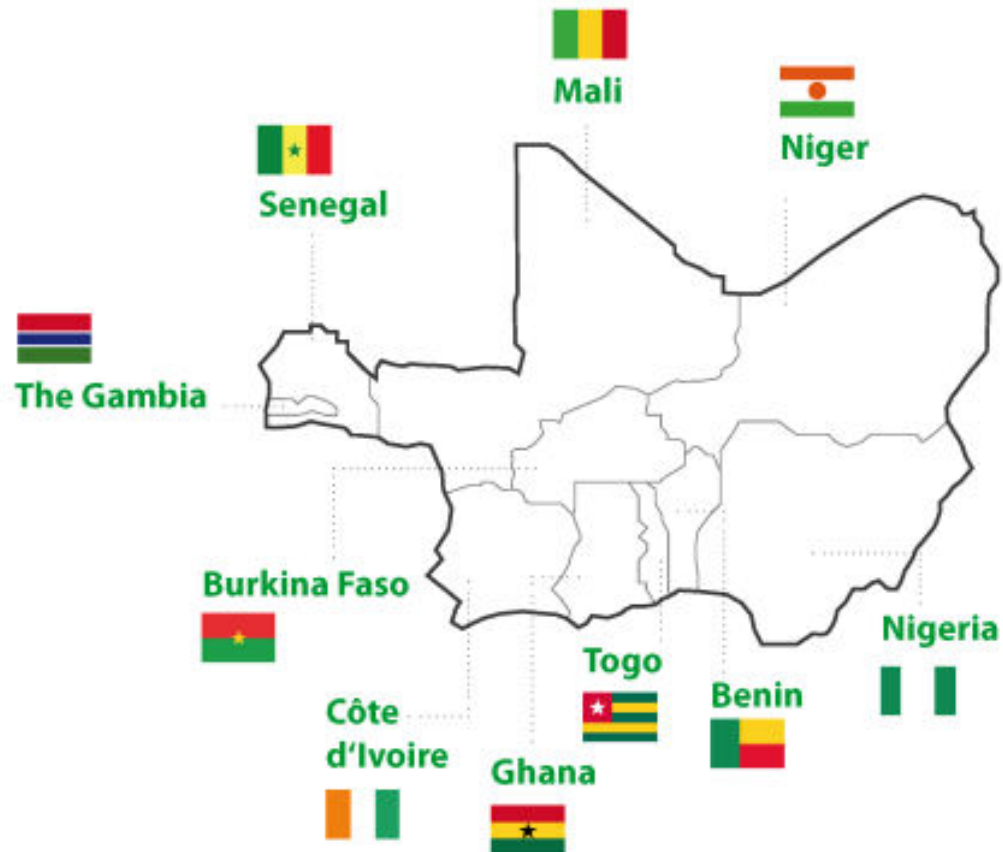 Mali
Niger
Senegal
The Gambia
Burkina Faso
Nigeria
Togo
Benin
Côte
d'Ivoire
Ghana